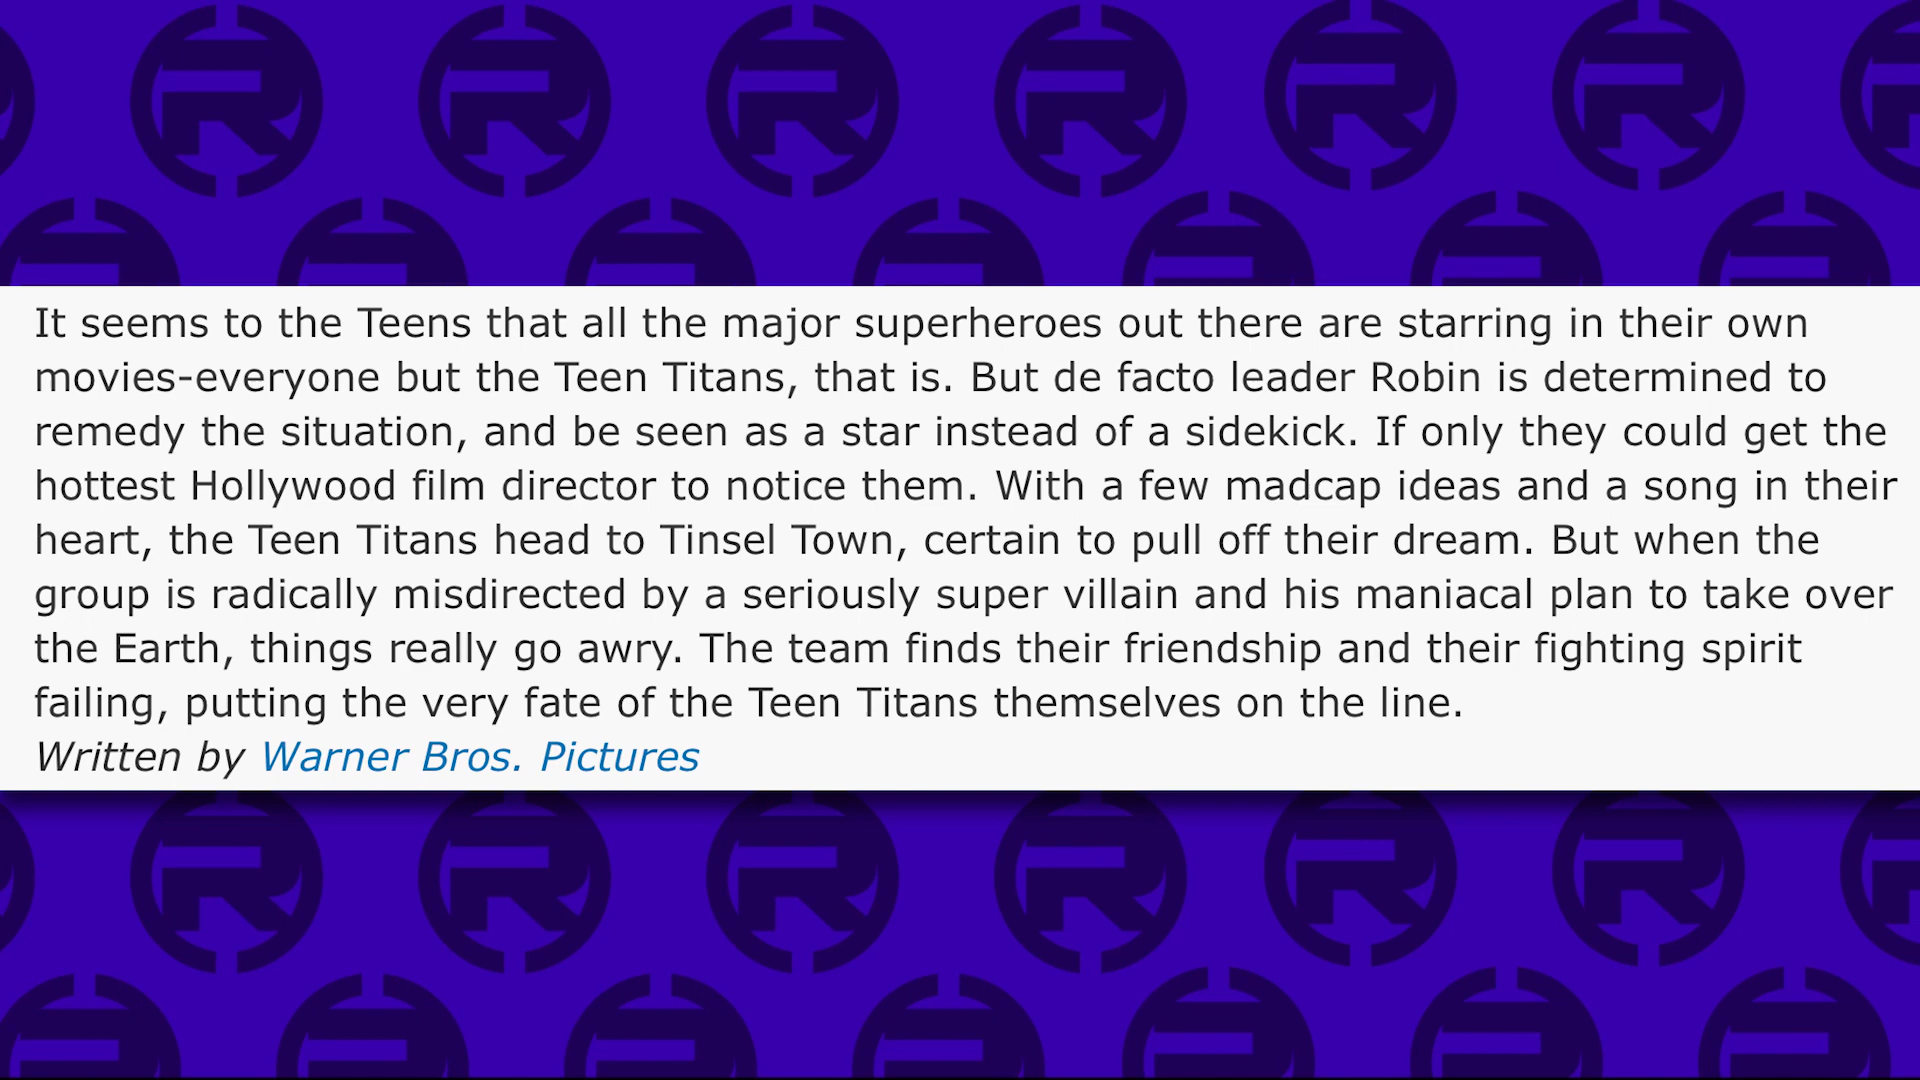 It seems to the Teens that all the major superheroes out there are starring in their own
movies-everyone but the Teen Titans, that is. But de facto leader Robin is determined to
remedy the situation, and be seen as a star instead of a sidekick. If only they could get the
hottest Hollywood film director to notice them. With a few madcap ideas and a song in their
heart, the Teen Titans head to Tinsel Town, certain to pull off their dream. But when the
group is radically misdirected by a seriously super villain and his maniacal plan to take over
the Earth, things really go awry. The team finds their friendship and their fighting spirit
failing, putting the very fate of the Teen Titans themselves on the line.
Written by Warner Bros. Pictures